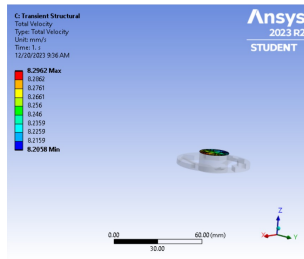 C: Transient Structural
Total Velocity
Type: Total Velocity
Unit: mm/s
Time: 1. s
12/20/2023 9:36 AM
8.2962 Max
8.2862
8.2761
8.2661
8.256
8.246
8.2359
8.2259
8.2159
8.2058 Min
Ansys
2023 R2
STUDENT
0.00
60.00 (mm)
30.00
Z
X
Y